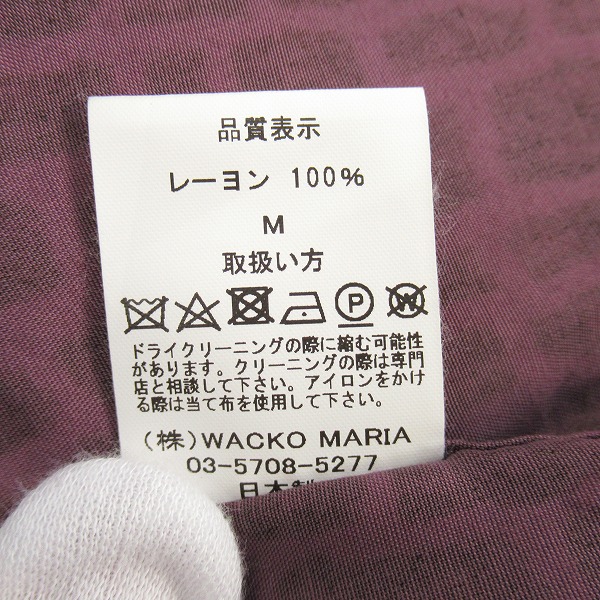 品質表示
レーヨン 100%
M
取扱い方
P W
ドライクリーニングの際に縮む可能性
があります。クリーニングの際は専門
店と相談して下さい。アイロンをかけ
る際は当て布を使用して下さい。
(株)WACKO MARIA
03-5708-5277
日本製